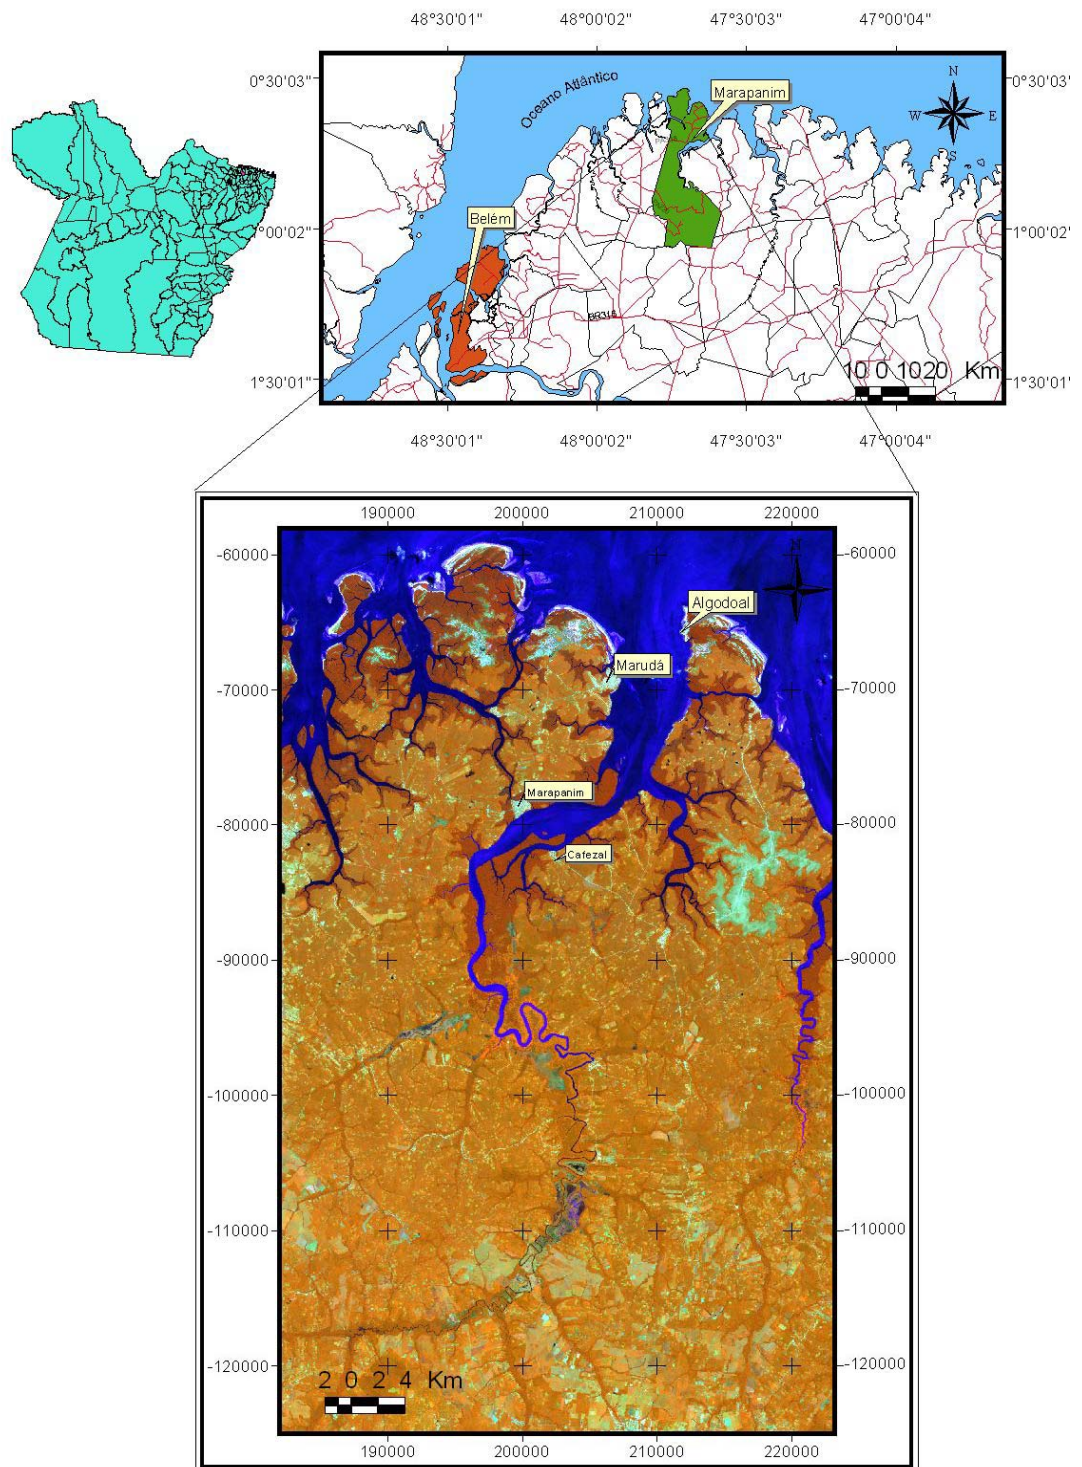 48°30'01" 48°00'02" 47°30'03" 47°00'04"
0°30'03" 0°30'03"
Oceano Atlântico
Marapanim
N
W E
S
Belém
1°00'02" 1°00'02"
BR316
10 0 1020 Km
1°30'01" 1°30'01"
48°30'01" 48°00'02" 47°30'03" 47°00'04"
190000 200000 210000 220000
-60000 -60000
N
Algodoal
Marudá
-70000 -70000
Marapanim
-80000 -80000
Cafezal
-90000 -90000
-100000 -100000
-110000 -110000
-120000 -120000
2 0 2 4 Km
190000 200000 210000 220000